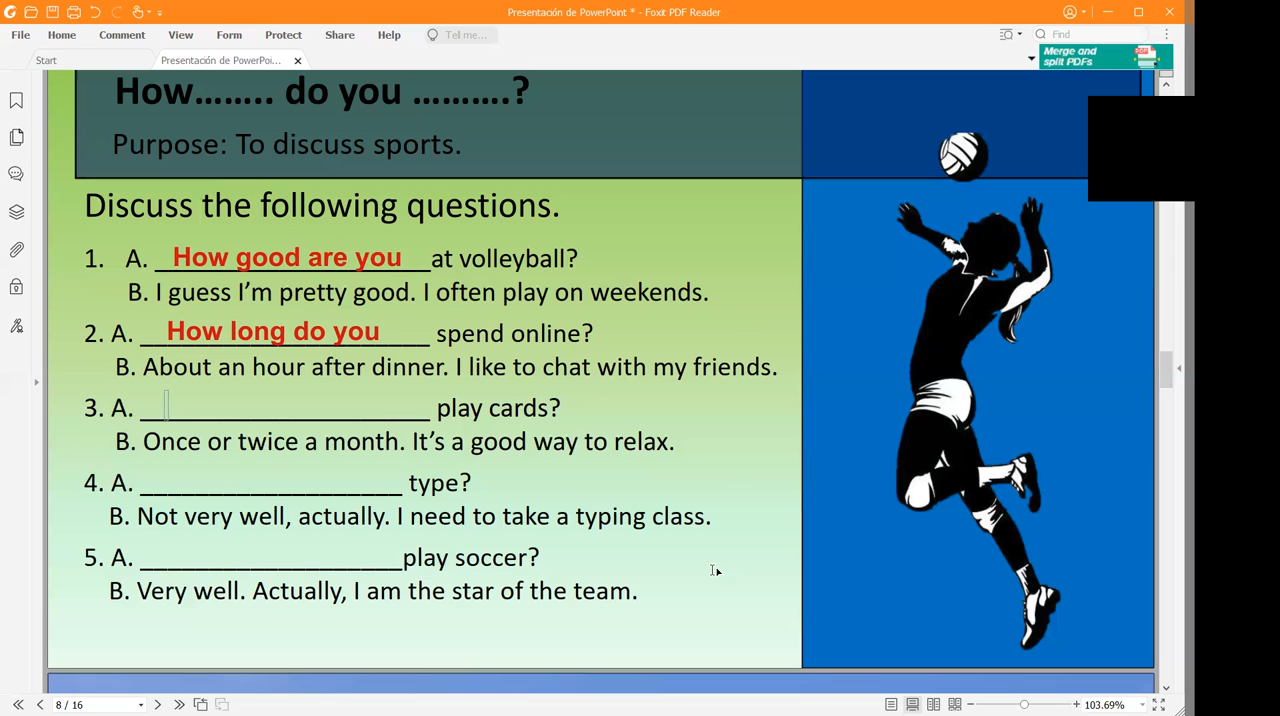 Presentación de PowerPoint * - Foxit PDF Reader
File Home Comment View Form Protect Share Help Tell me... Find
Start Presentación de PowerPoi... Merge and split PDFs
How…….. do you ……….?
Purpose: To discuss sports.
Discuss the following questions.
1. A. ____________________at volleyball?
How good are you
B. I guess I’m pretty good. I often play on weekends.
2. A. _____________________ spend online?
How long do you
B. About an hour after dinner. I like to chat with my friends.
3. A. _____________________ play cards?
B. Once or twice a month. It’s a good way to relax.
4. A. ___________________ type?
B. Not very well, actually. I need to take a typing class.
5. A. ___________________play soccer?
B. Very well. Actually, I am the star of the team.
8 / 16 103.69%